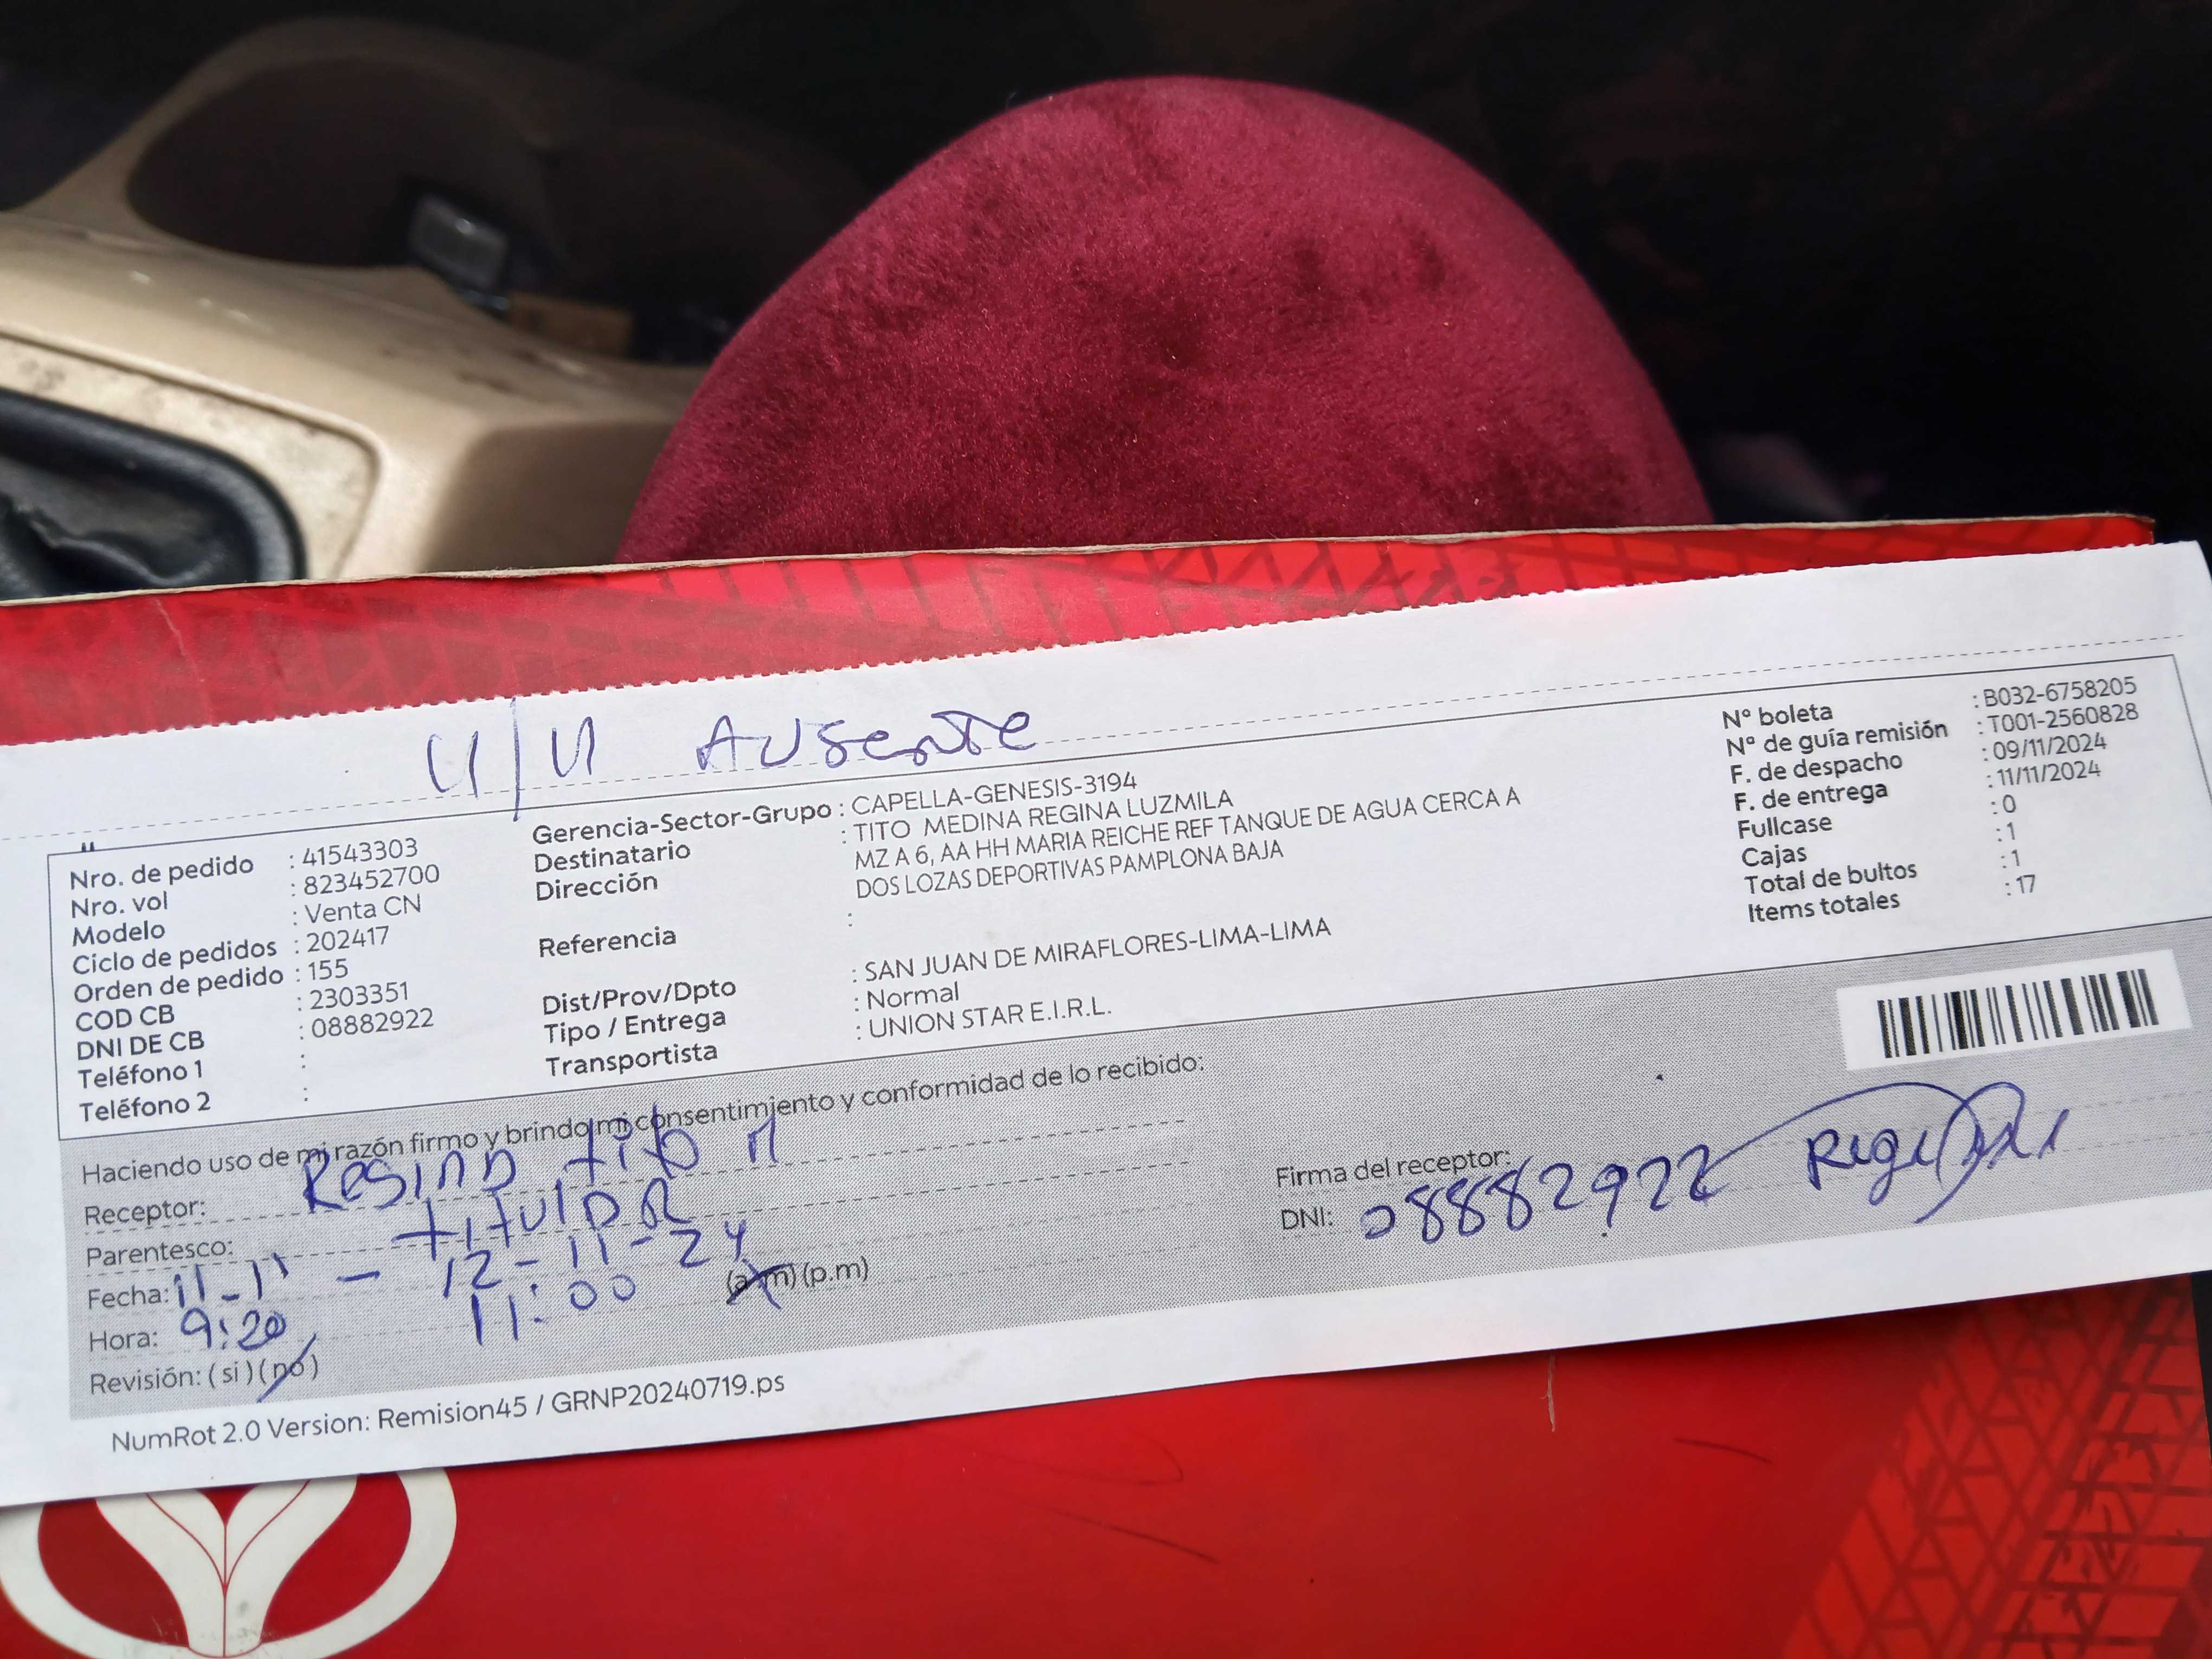 11/11 Ausente
Nro. de pedido : 41543303
Nro. vol : 823452700
Modelo : Venta CN
Ciclo de pedidos : 202417
Orden de pedido : 155
COD CB : 2303351
DNI DE CB : 08882922
Teléfono 1 :
Teléfono 2 :
Gerencia-Sector-Grupo : CAPELLA-GENESIS-3194
Destinatario : TITO MEDINA REGINA LUZMILA
Dirección MZ A 6, AA HH MARIA REICHE REF TANQUE DE AGUA CERCA A
DOS LOZAS DEPORTIVAS PAMPLONA BAJA
Referencia :
Dist/Prov/Dpto : SAN JUAN DE MIRAFLORES-LIMA-LIMA
Tipo / Entrega : Normal
Transportista : UNION STAR E.I.R.L.
N° boleta : B032-6758205
N° de guía remisión : T001-2560828
F. de despacho : 09/11/2024
F. de entrega : 11/11/2024
Fullcase : 0
Cajas : 1
Total de bultos : 1
Items totales : 17
Haciendo uso de mi razón firmo y brindo mi consentimiento y conformidad de lo recibido:
Receptor: Regina tito M
Parentesco: titular
Fecha: 11-11 - 12-11-24
Hora: 9:20 11:00 (a.m) (p.m)
Revisión: ( si ) ( no )
Firma del receptor:
DNI: 08882922
NumRot 2.0 Version: Remision45 / GRNP20240719.ps